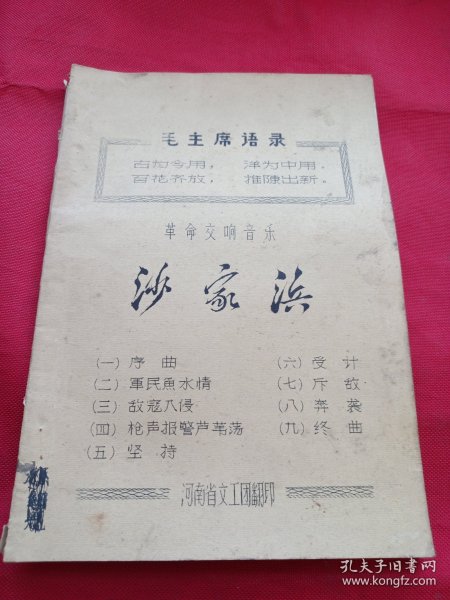 毛主席语录
古为今用， 洋为中用，
百花齐放， 推陳出新。
革命交响音乐
沙家浜
(一) 序曲
(二) 軍民魚水情
(三) 敌寇入侵
(四) 枪声报警芦苇荡
(五) 坚持
(六) 受计
(七) 斥敌
(八) 奔袭
(九) 终曲
河南省文工团翻印
孔夫子旧书网
www.kongfz.com